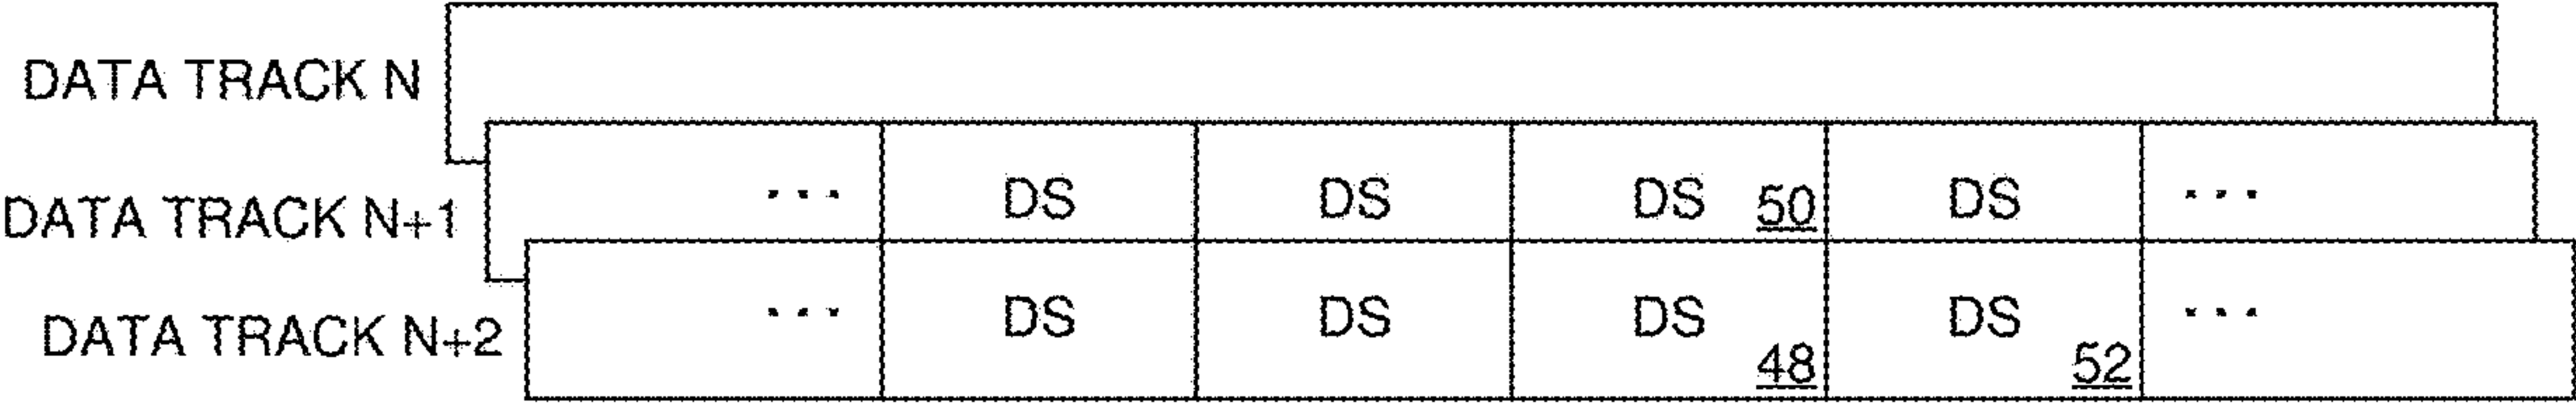 DATA TRACK N
DATA TRACK N+1 ... DS DS DS 50 DS ...
DATA TRACK N+2 ... DS DS DS 48 DS 52 ...